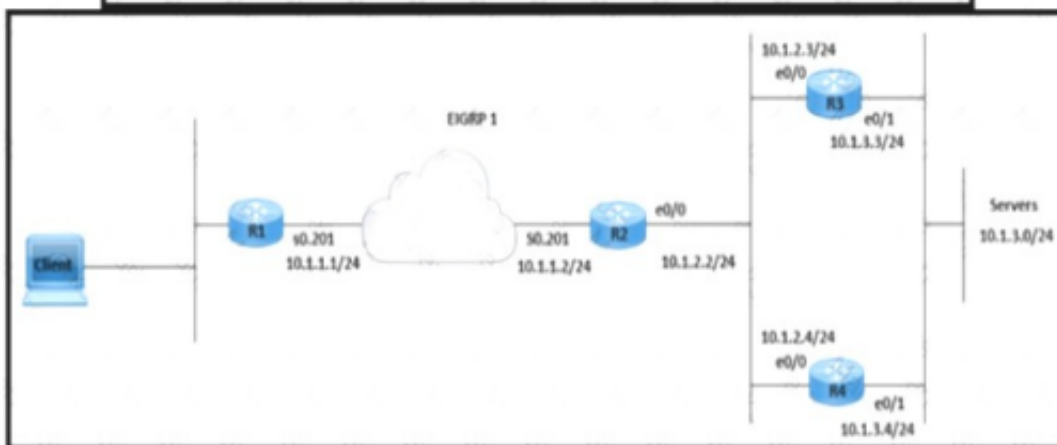 10.1.2.3/24
e0/0
R3
e0/1
10.1.3.3/24
EIGRP 1
R1
s0.201
10.1.1.1/24
S0.201
10.1.1.2/24
R2
e0/0
10.1.2.2/24
Servers
10.1.3.0/24
Client
10.1.2.4/24
e0/0
R4
e0/1
10.1.3.4/24